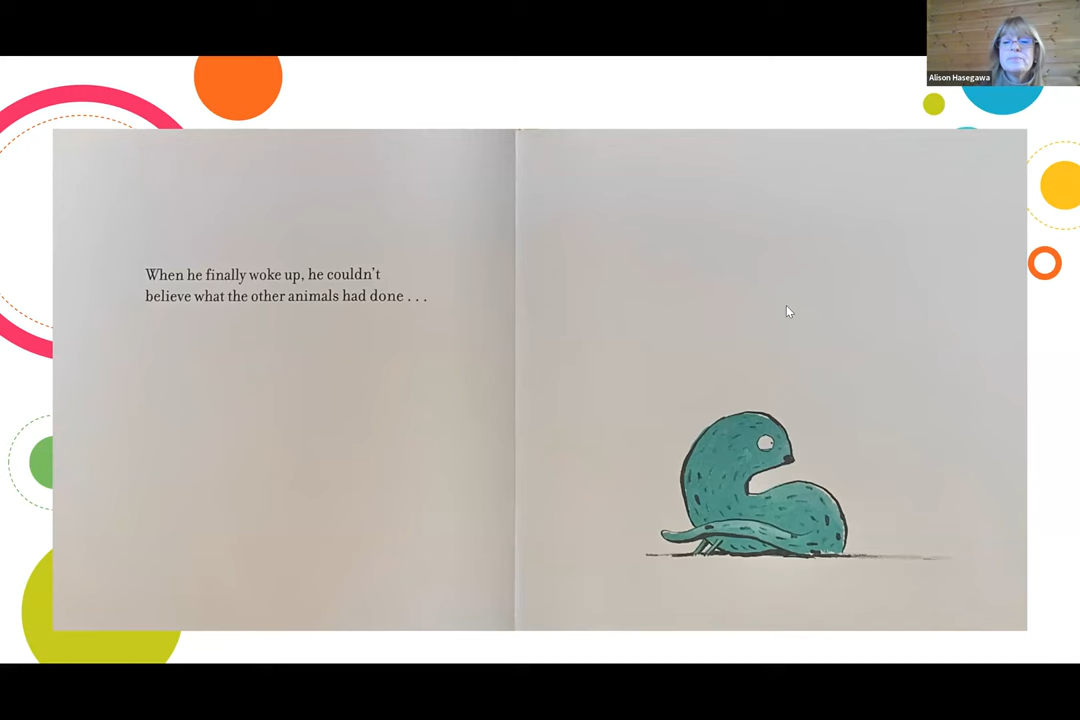 Alison Hasegawa
When he finally woke up, he couldn't
believe what the other animals had done . . .